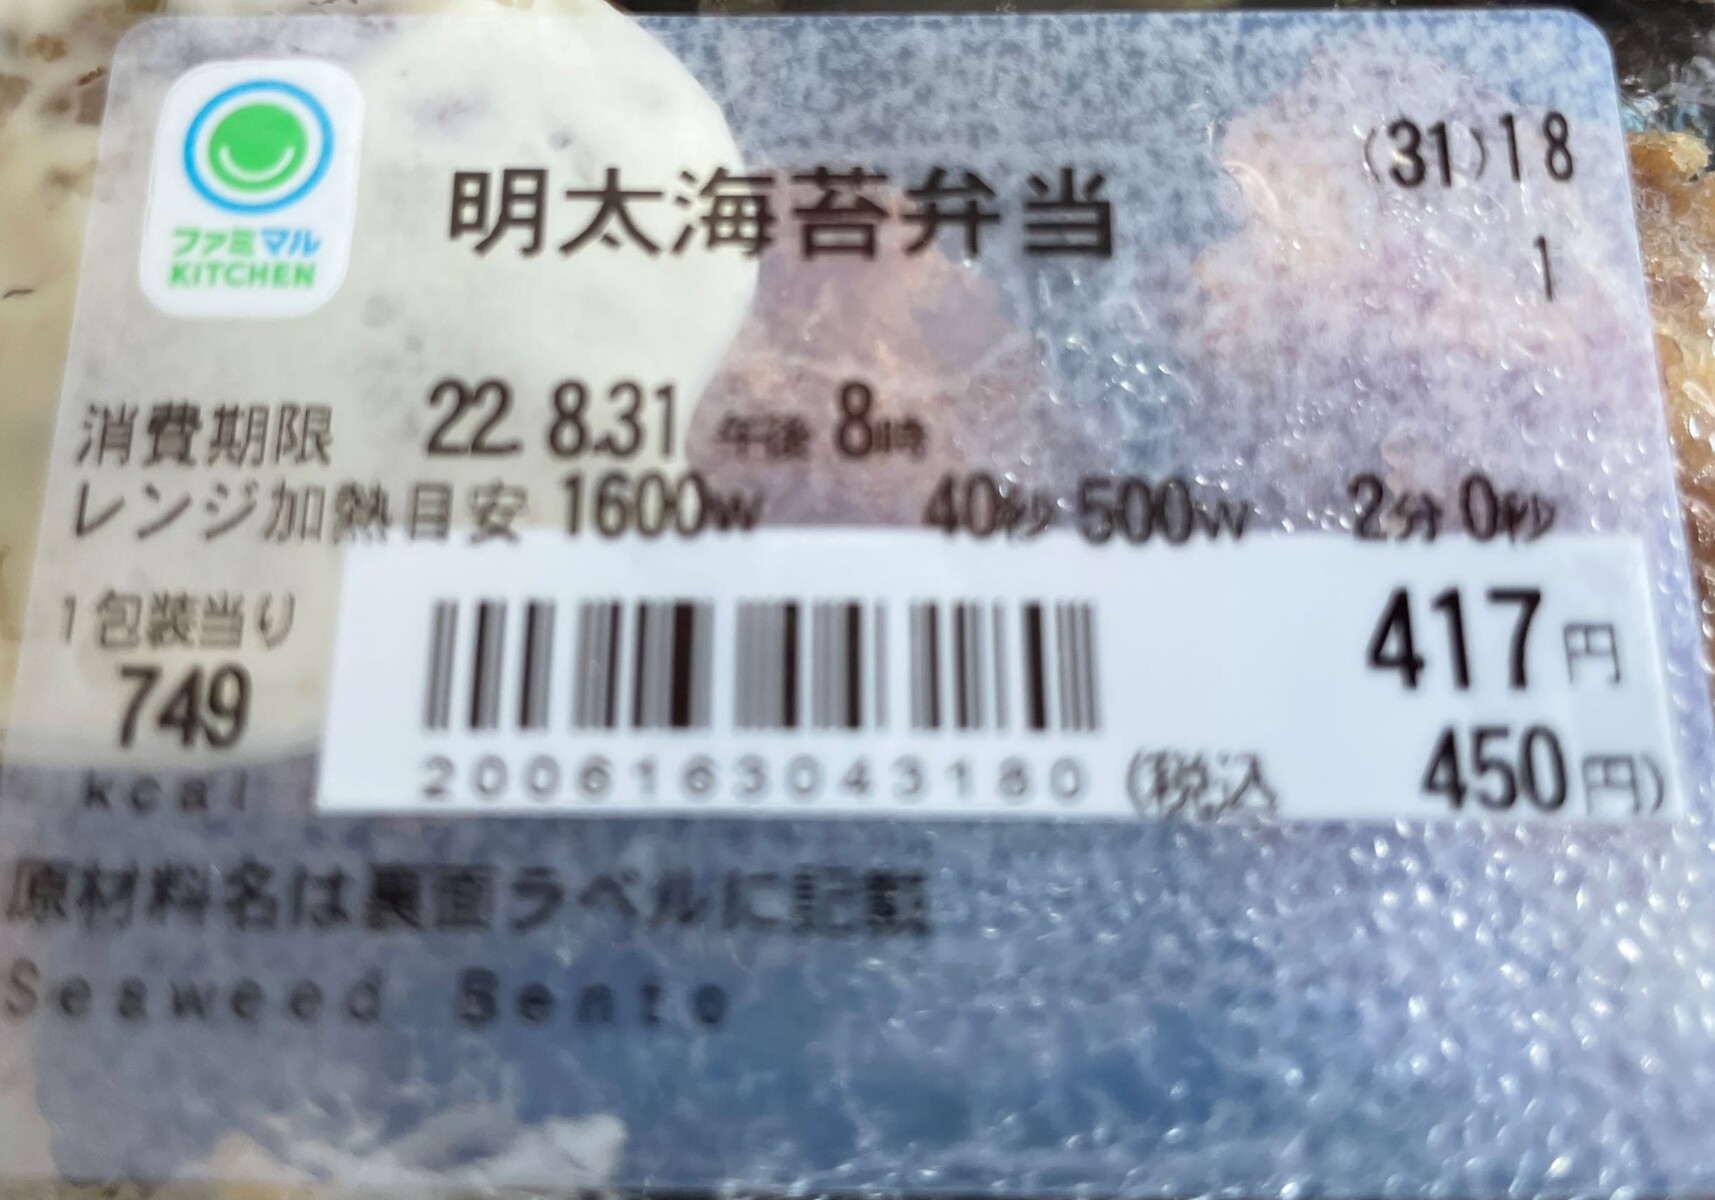 ファミマル
KITCHEN
明太海苔弁当
(31)18
1
消費期限 22. 8.31 午後 8時
レンジ加熱目安 1600W 40秒 500W 2分 0秒
1包装当り
749
kcal
417円
2006163043180
(税込 450円)
原材料名は裏面ラベルに記載
Seaweed Bento